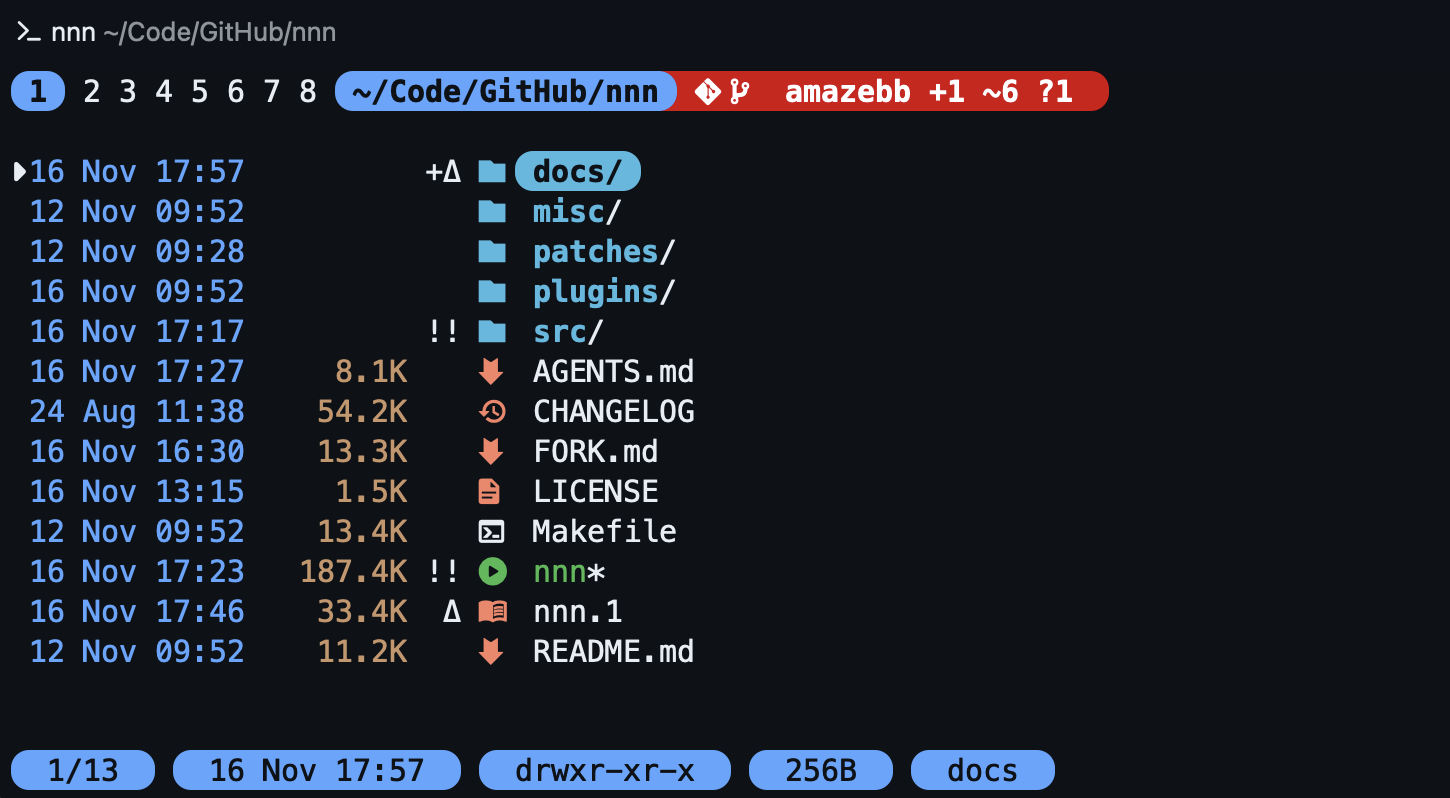 nnn ~/Code/GitHub/nnn
1 2 3 4 5 6 7 8 ~/Code/GitHub/nnn amazebb +1 ~6 ?1
16 Nov 17:57 +Δ docs/
12 Nov 09:52 misc/
12 Nov 09:28 patches/
16 Nov 09:52 plugins/
16 Nov 17:17 !! src/
16 Nov 17:27 8.1K AGENTS.md
24 Aug 11:38 54.2K CHANGELOG
16 Nov 16:30 13.3K FORK.md
16 Nov 13:15 1.5K LICENSE
12 Nov 09:52 13.4K Makefile
16 Nov 17:23 187.4K !! nnn*
16 Nov 17:46 33.4K Δ nnn.1
12 Nov 09:52 11.2K README.md
1/13 16 Nov 17:57 drwxr-xr-x 256B docs